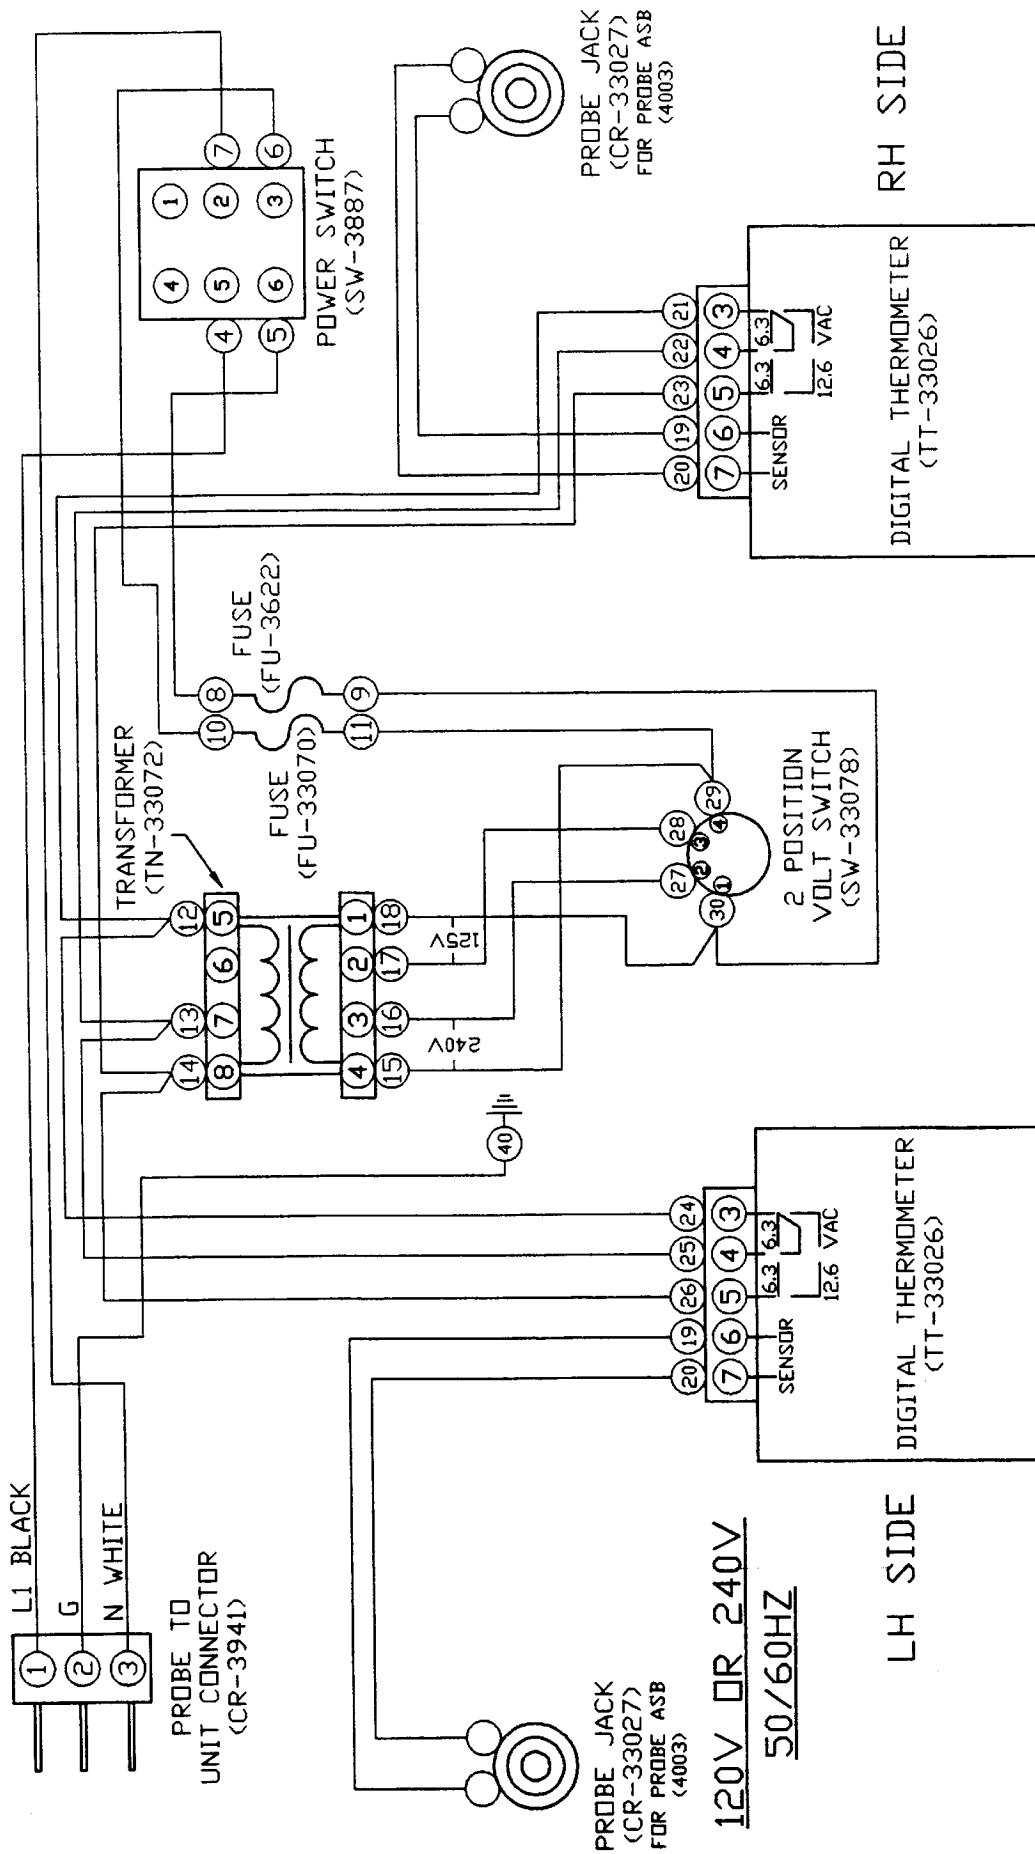 L1 BLACK
G
N WHITE
1
2
3
PROBE TO
UNIT CONNECTOR
(CR-3941)
7
6
1
2
3
4
5
6
4
5
POWER SWITCH
(SW-3887)
PROBE JACK
(CR-33027)
FOR PROBE ASB
(4003)
TRANSFORMER
(TN-33072)
12
13
14
5
6
7
8
1
2
3
4
18
17
16
15
125V
240V
FUSE
(FU-3622)
8
9
FUSE
(FU-33070)
10
11
27
28
29
30
1
2
3
4
2 POSITION
VOLT SWITCH
(SW-33078)
40
20
19
23
22
21
7
6
5
4
3
SENSOR
6.3
6.3
12.6 VAC
DIGITAL THERMOMETER
(TT-33026)
RH SIDE
20
19
26
25
24
7
6
5
4
3
SENSOR
6.3
6.3
12.6 VAC
DIGITAL THERMOMETER
(TT-33026)
LH SIDE
PROBE JACK
(CR-33027)
FOR PROBE ASB
(4003)
120V OR 240V
50/60HZ